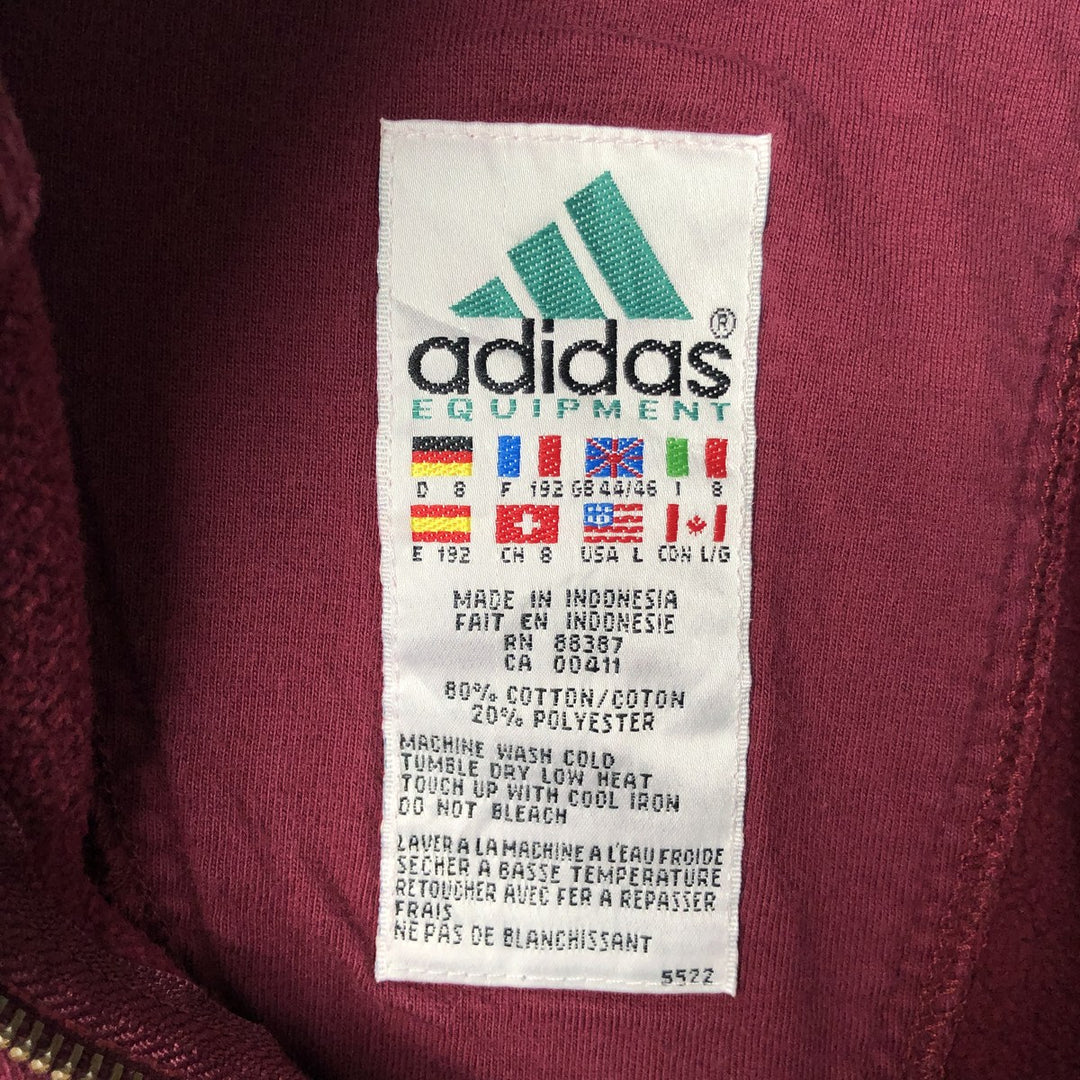 adidas®
EQUIPMENT
D 8 F 192 GB 44/46 I 8
E 192 CH 8 USA L CDN L/G
MADE IN INDONESIA
FAIT EN INDONESIE
RN 88387
CA 00411
80% COTTON/COTON
20% POLYESTER
MACHINE WASH COLD
TUMBLE DRY LOW HEAT
TOUCH UP WITH COOL IRON
DO NOT BLEACH
LAVER A LA MACHINE A L'EAU FROIDE
SECHER A BASSE TEMPERATURE
RETOUCHER AVEC FER A REPASSER
FRAIS
NE PAS DE BLANCHISSANT
5522